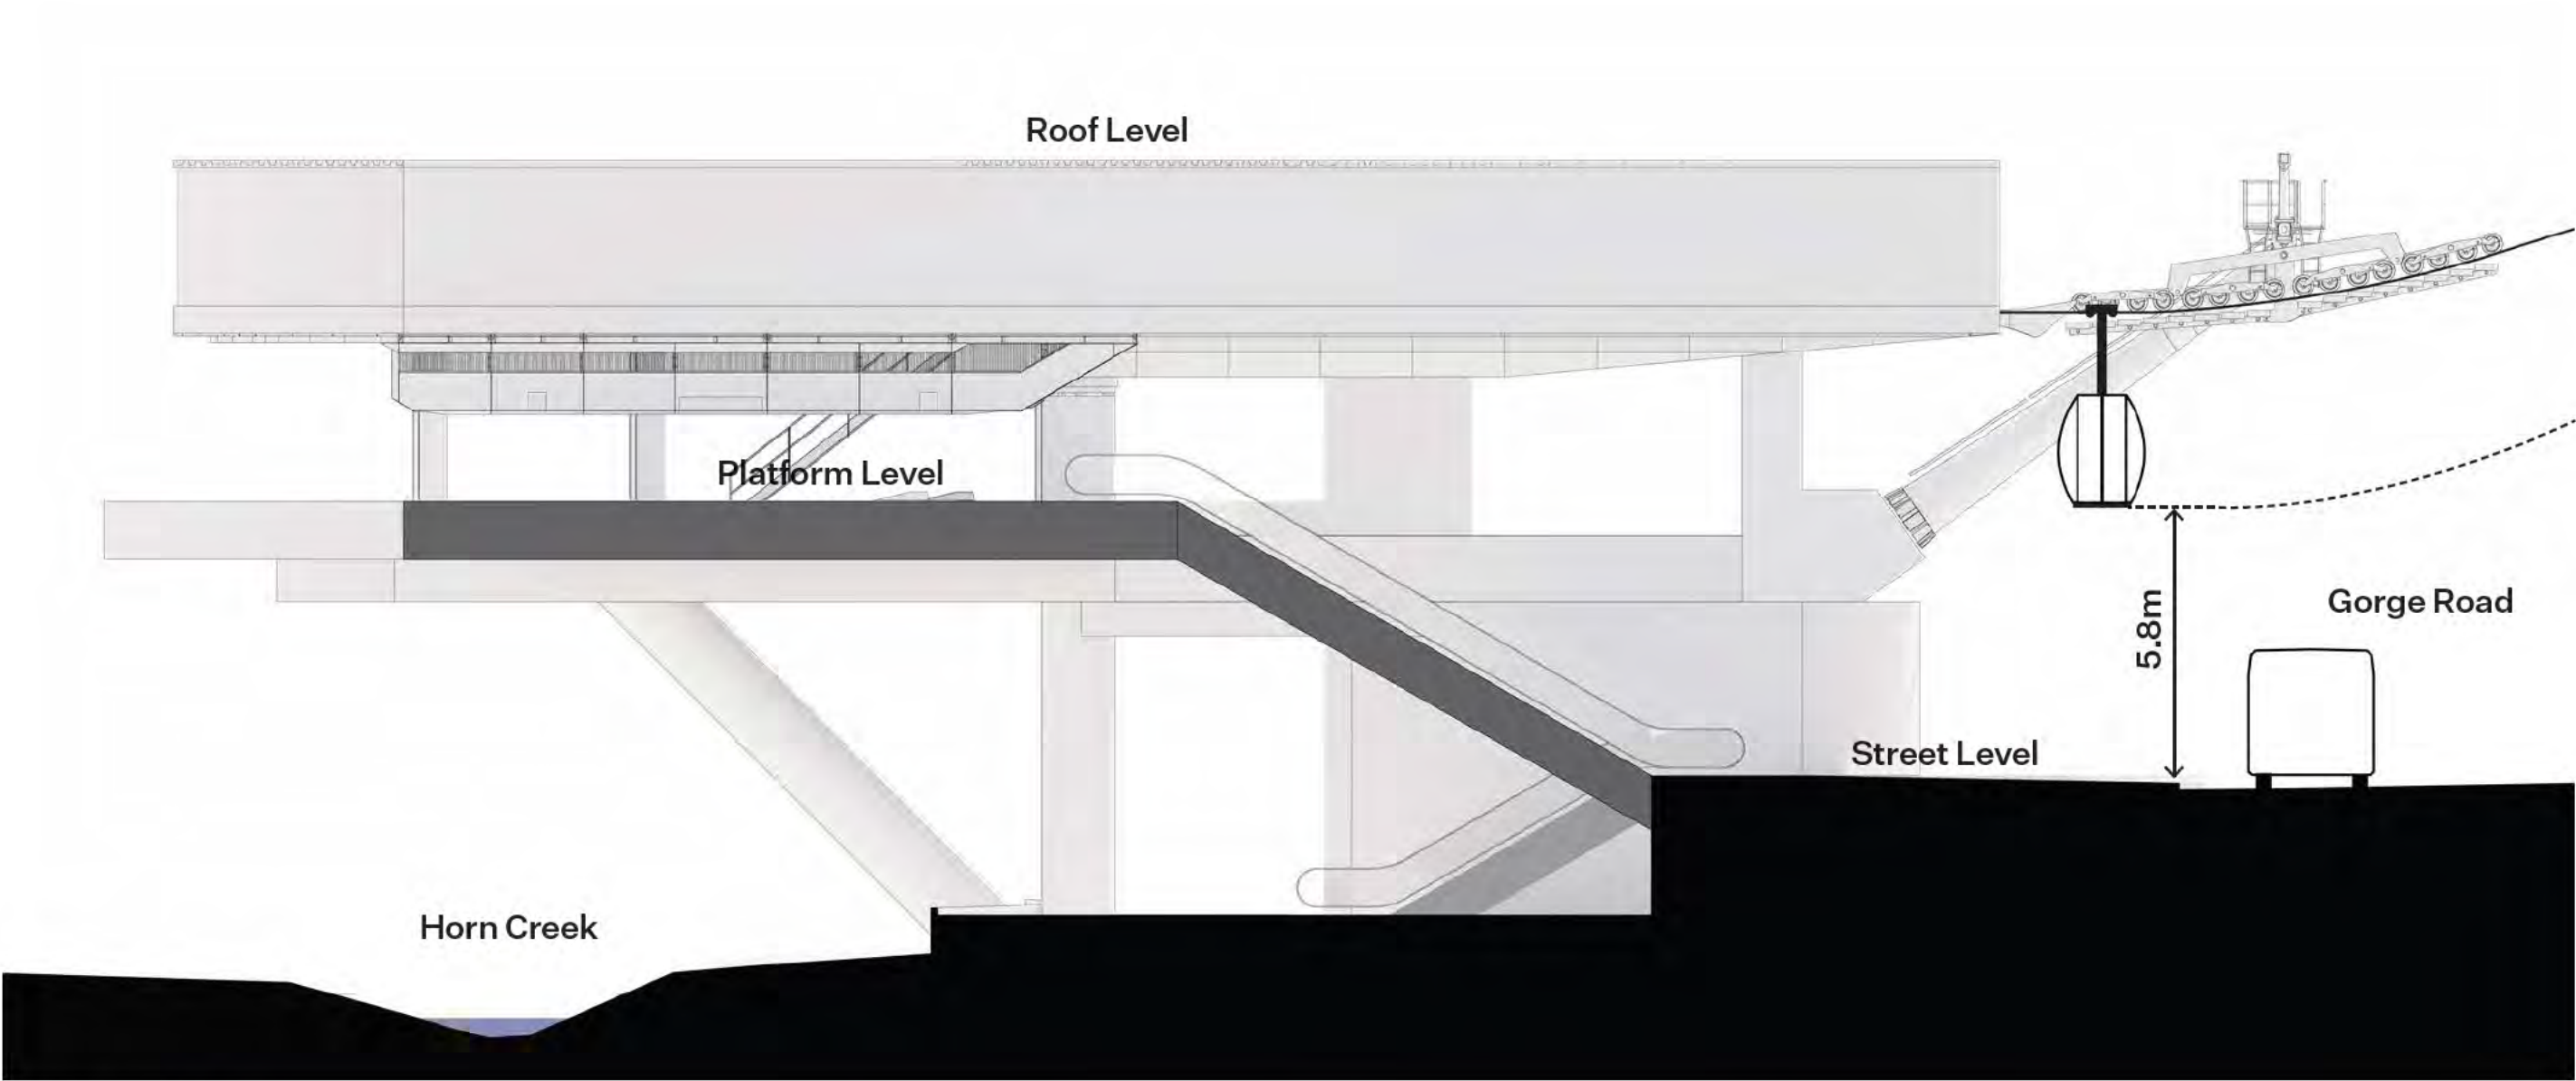 Roof Level
Platform Level
5.8m
Gorge Road
Street Level
Horn Creek